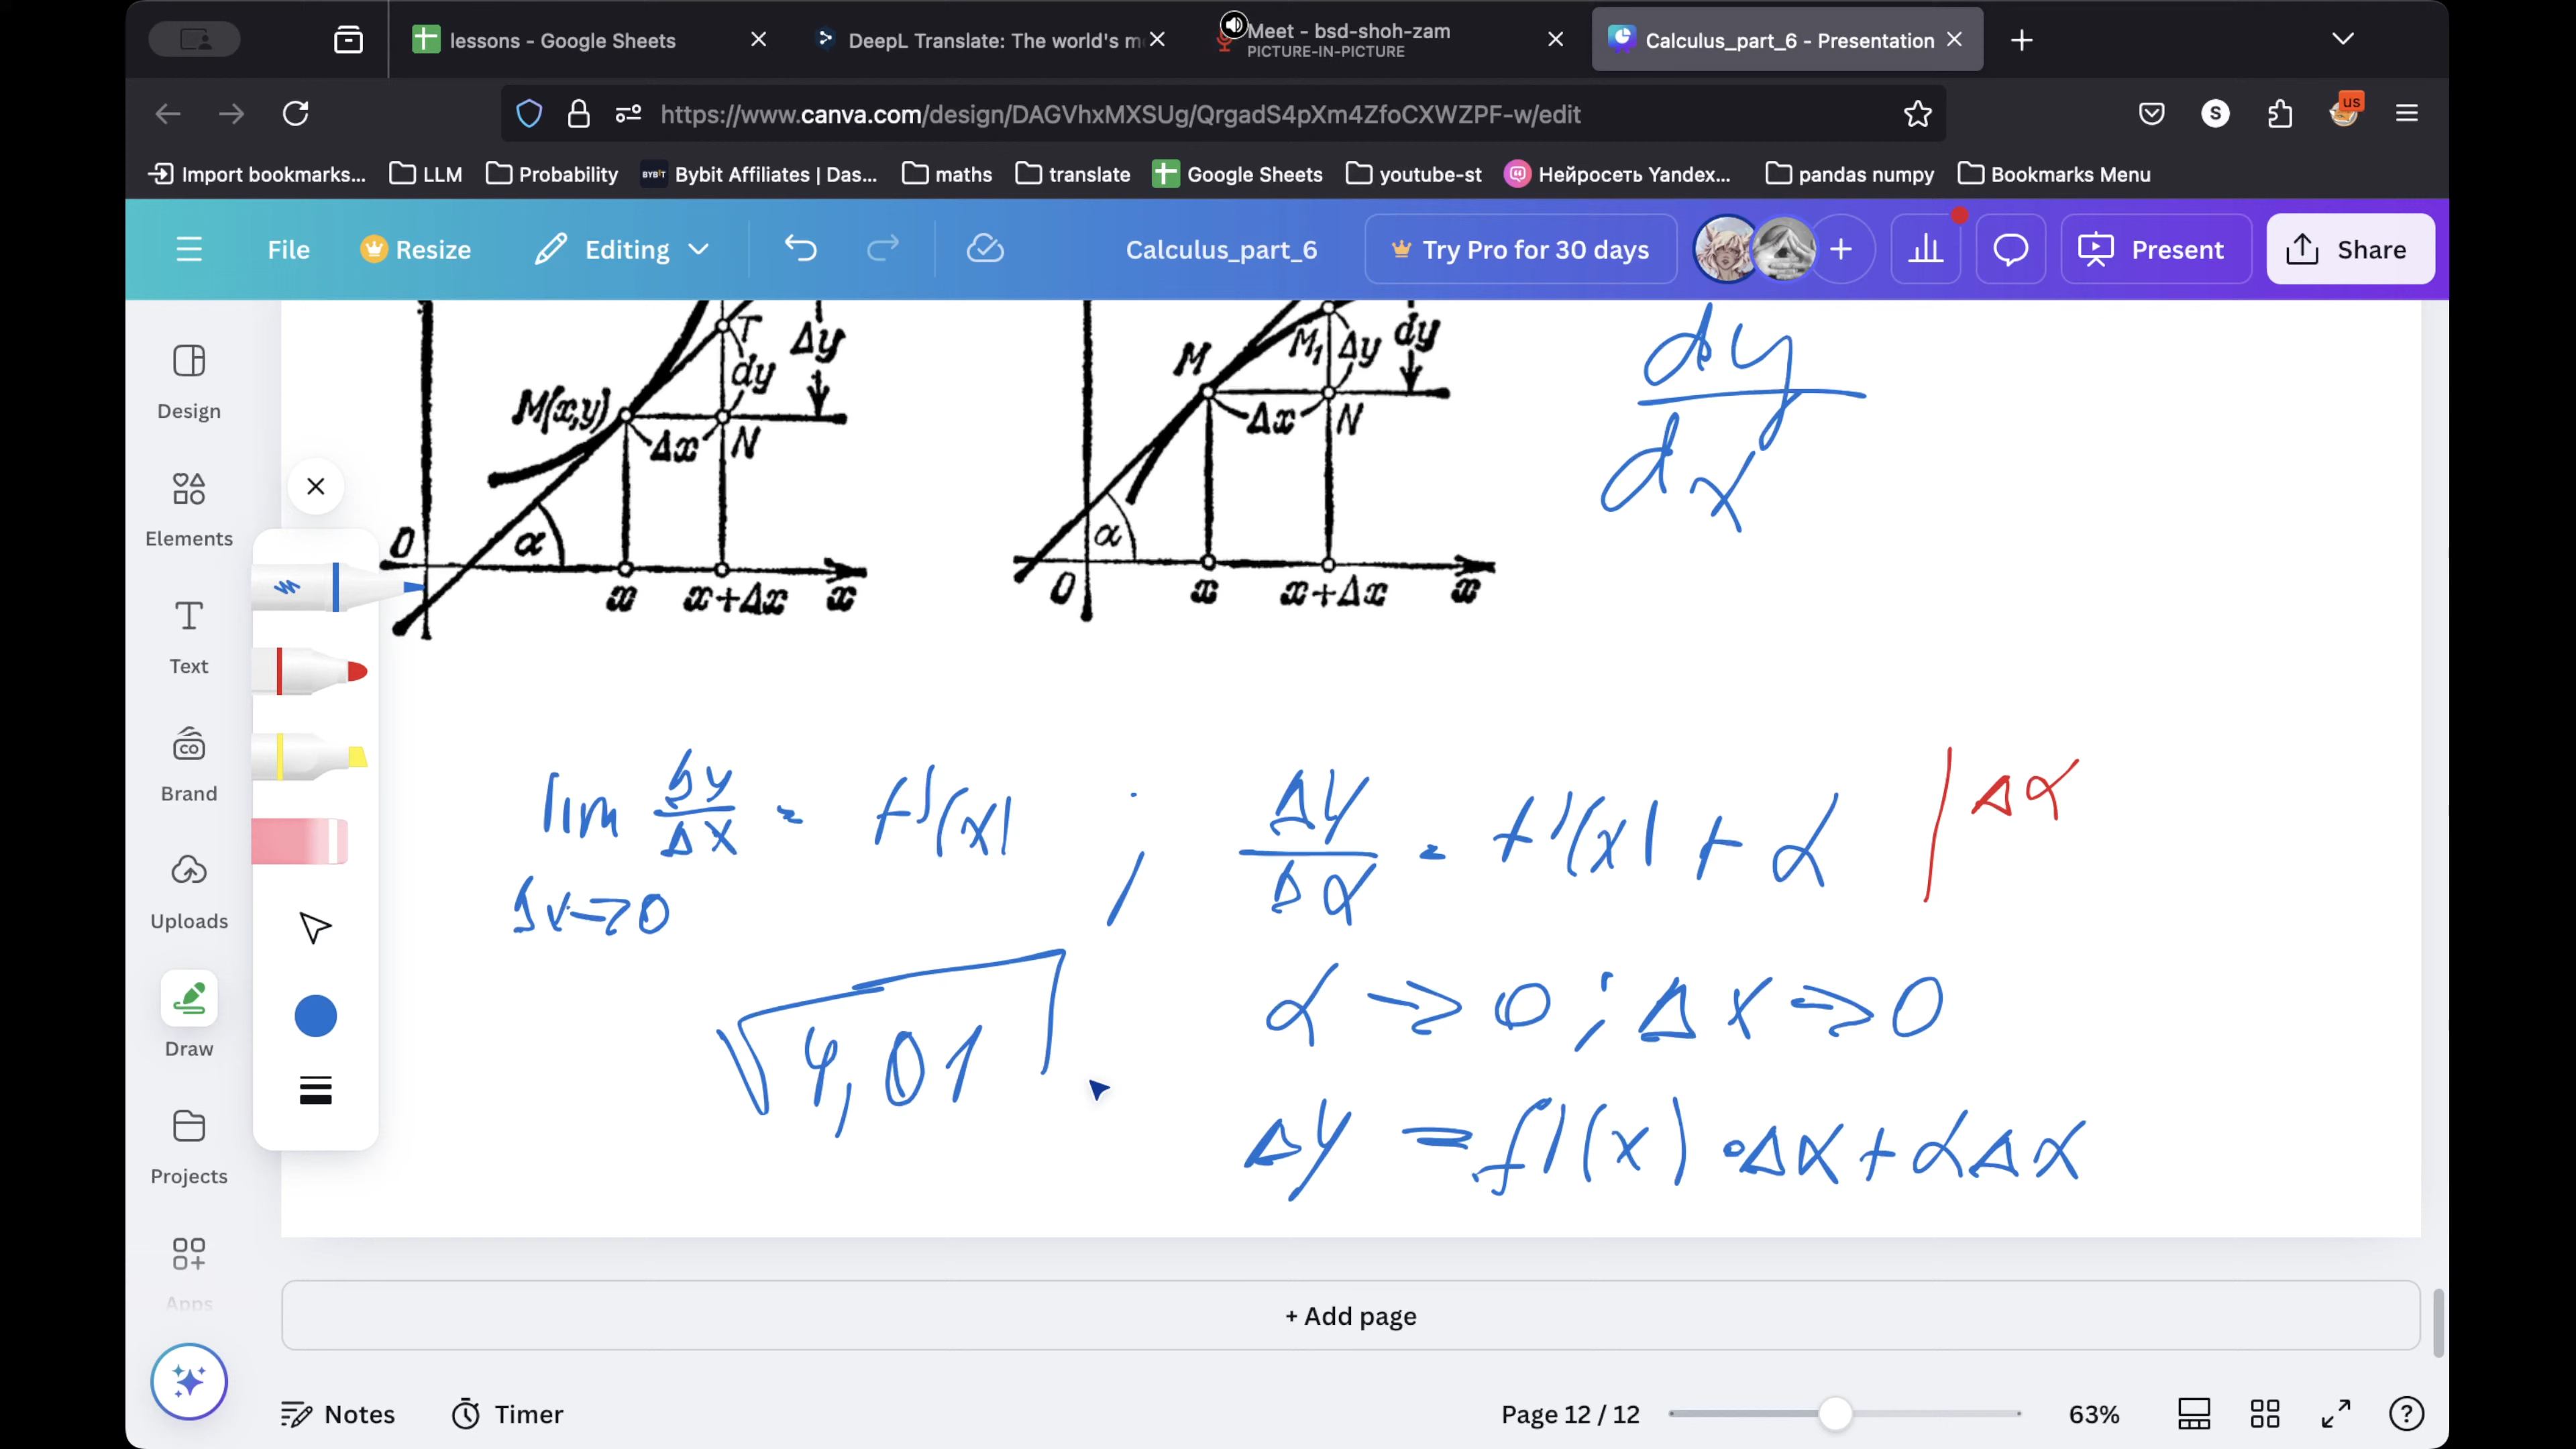 lessons - Google Sheets
DeepL Translate: The world's m
Meet - bsd-shoh-zam
PICTURE-IN-PICTURE
Calculus_part_6 - Presentation
https://www.canva.com/design/DAGVhxMXSUg/QrgadS4pXm4ZfoCXWZPF-w/edit
S
US
Import bookmarks...
LLM
Probability
BYBIT
Bybit Affiliates | Das...
maths
translate
Google Sheets
youtube-st
Нейросеть Yandex...
pandas numpy
Bookmarks Menu
File
Resize
Editing
Calculus_part_6
Try Pro for 30 days
Present
Share
Design
Elements
Text
Brand
Uploads
Draw
Projects
Apps
T
Δy
dy
M(x,y)
Δx
N
O
α
x
x+Δx
x
M
M₁
Δy
dy
Δx
N
α
O
x
x+Δx
x
dy
dx
lim Δy/Δx = f'(x) ; Δy/Δx = f'(x) + α | Δx
Δx→0
α → 0 ; Δx → 0
√4,01
Δy = f'(x) · Δx + αΔx
+ Add page
Notes
Timer
Page 12 / 12
63%